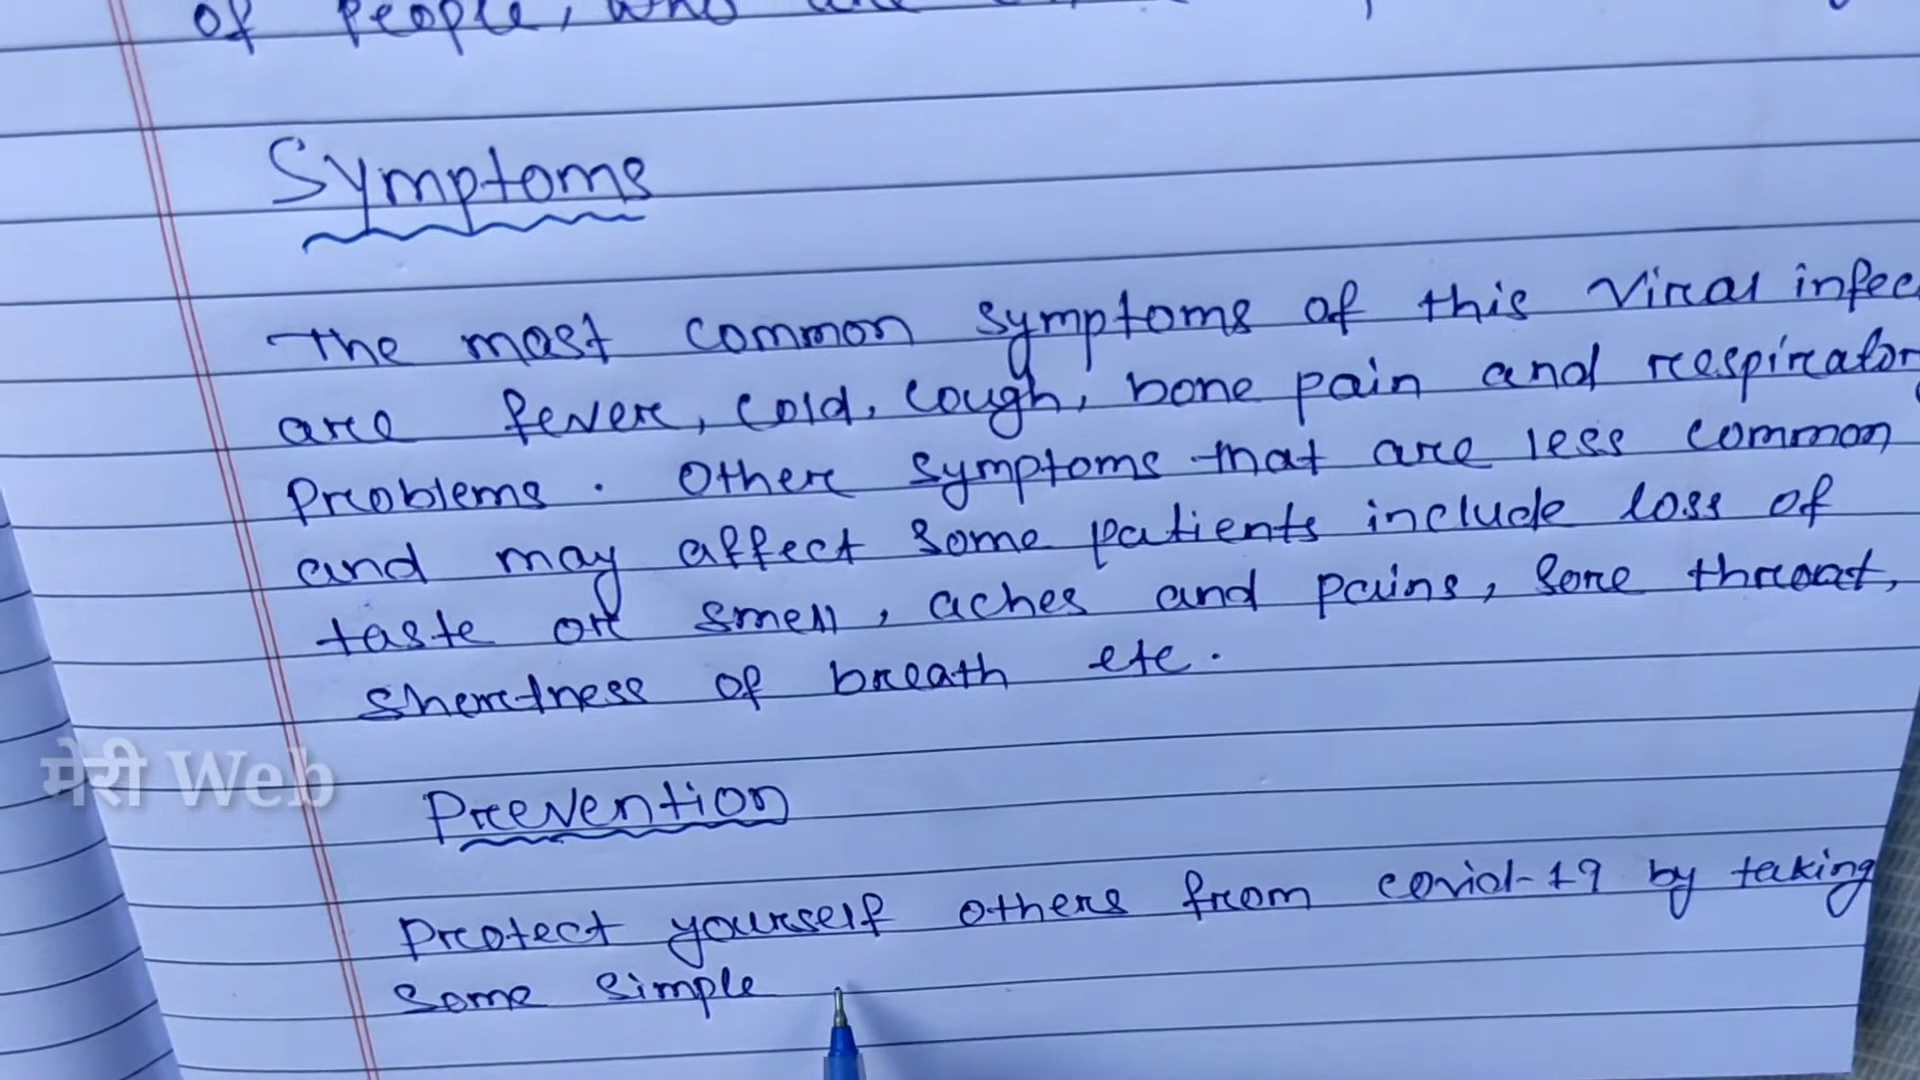 of people, who
Symptoms
The most common symptoms of this viral infec
are fever, cold, cough, bone pain and respirator
Problems. Other symptoms that are less common
and may affect some patients include loss of
taste or smell, aches and pains, sore throat,
shortness of breath etc.
मेरी Web
Prevention
Protect yourself others from covid-19 by taking
some simple